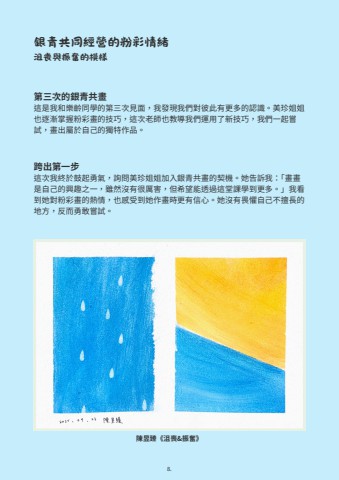 銀青共同經營的粉彩情緒
沮喪與振奮的模樣
第三次的銀青共畫
這是我和樂齡同學的第三次見面，我發現我們對彼此有更多的認識。美珍姐姐
也逐漸掌握粉彩畫的技巧，這次老師也教導我們運用了新技巧，我們一起嘗
試，畫出屬於自己的獨特作品。
跨出第一步
這次我終於鼓起勇氣，詢問美珍姐姐加入銀青共畫的契機。她告訴我：「畫畫
是自己的興趣之一，雖然沒有很厲害，但希望能透過這堂課學到更多。」我看
到她對粉彩畫的熱情，也感受到她作畫時更有信心。她沒有畏懼自己不擅長的
地方，反而勇敢嘗試。
陳昱臻《沮喪&振奮》
8.